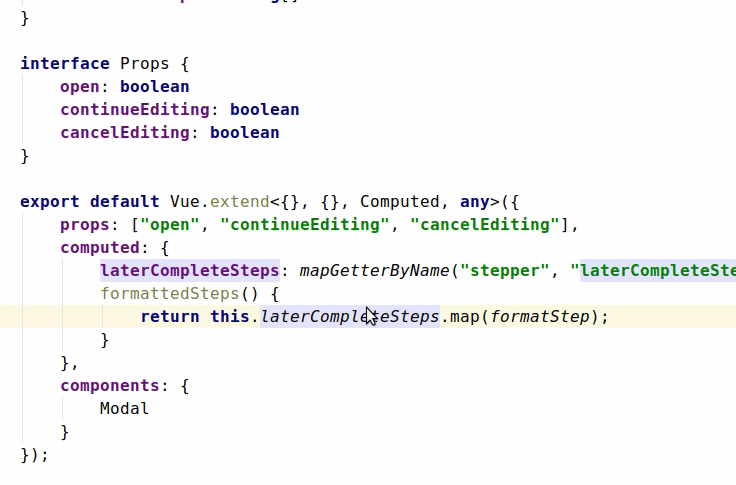 }
interface Props {
open: boolean
continueEditing: boolean
cancelEditing: boolean
}
export default Vue.extend<{}, {}, Computed, any>({
props: ["open", "continueEditing", "cancelEditing"],
computed: {
laterCompleteSteps: mapGetterByName("stepper", "laterCompleteSte
formattedSteps() {
return this.laterCompleteSteps.map(formatStep);
}
},
components: {
Modal
}
});